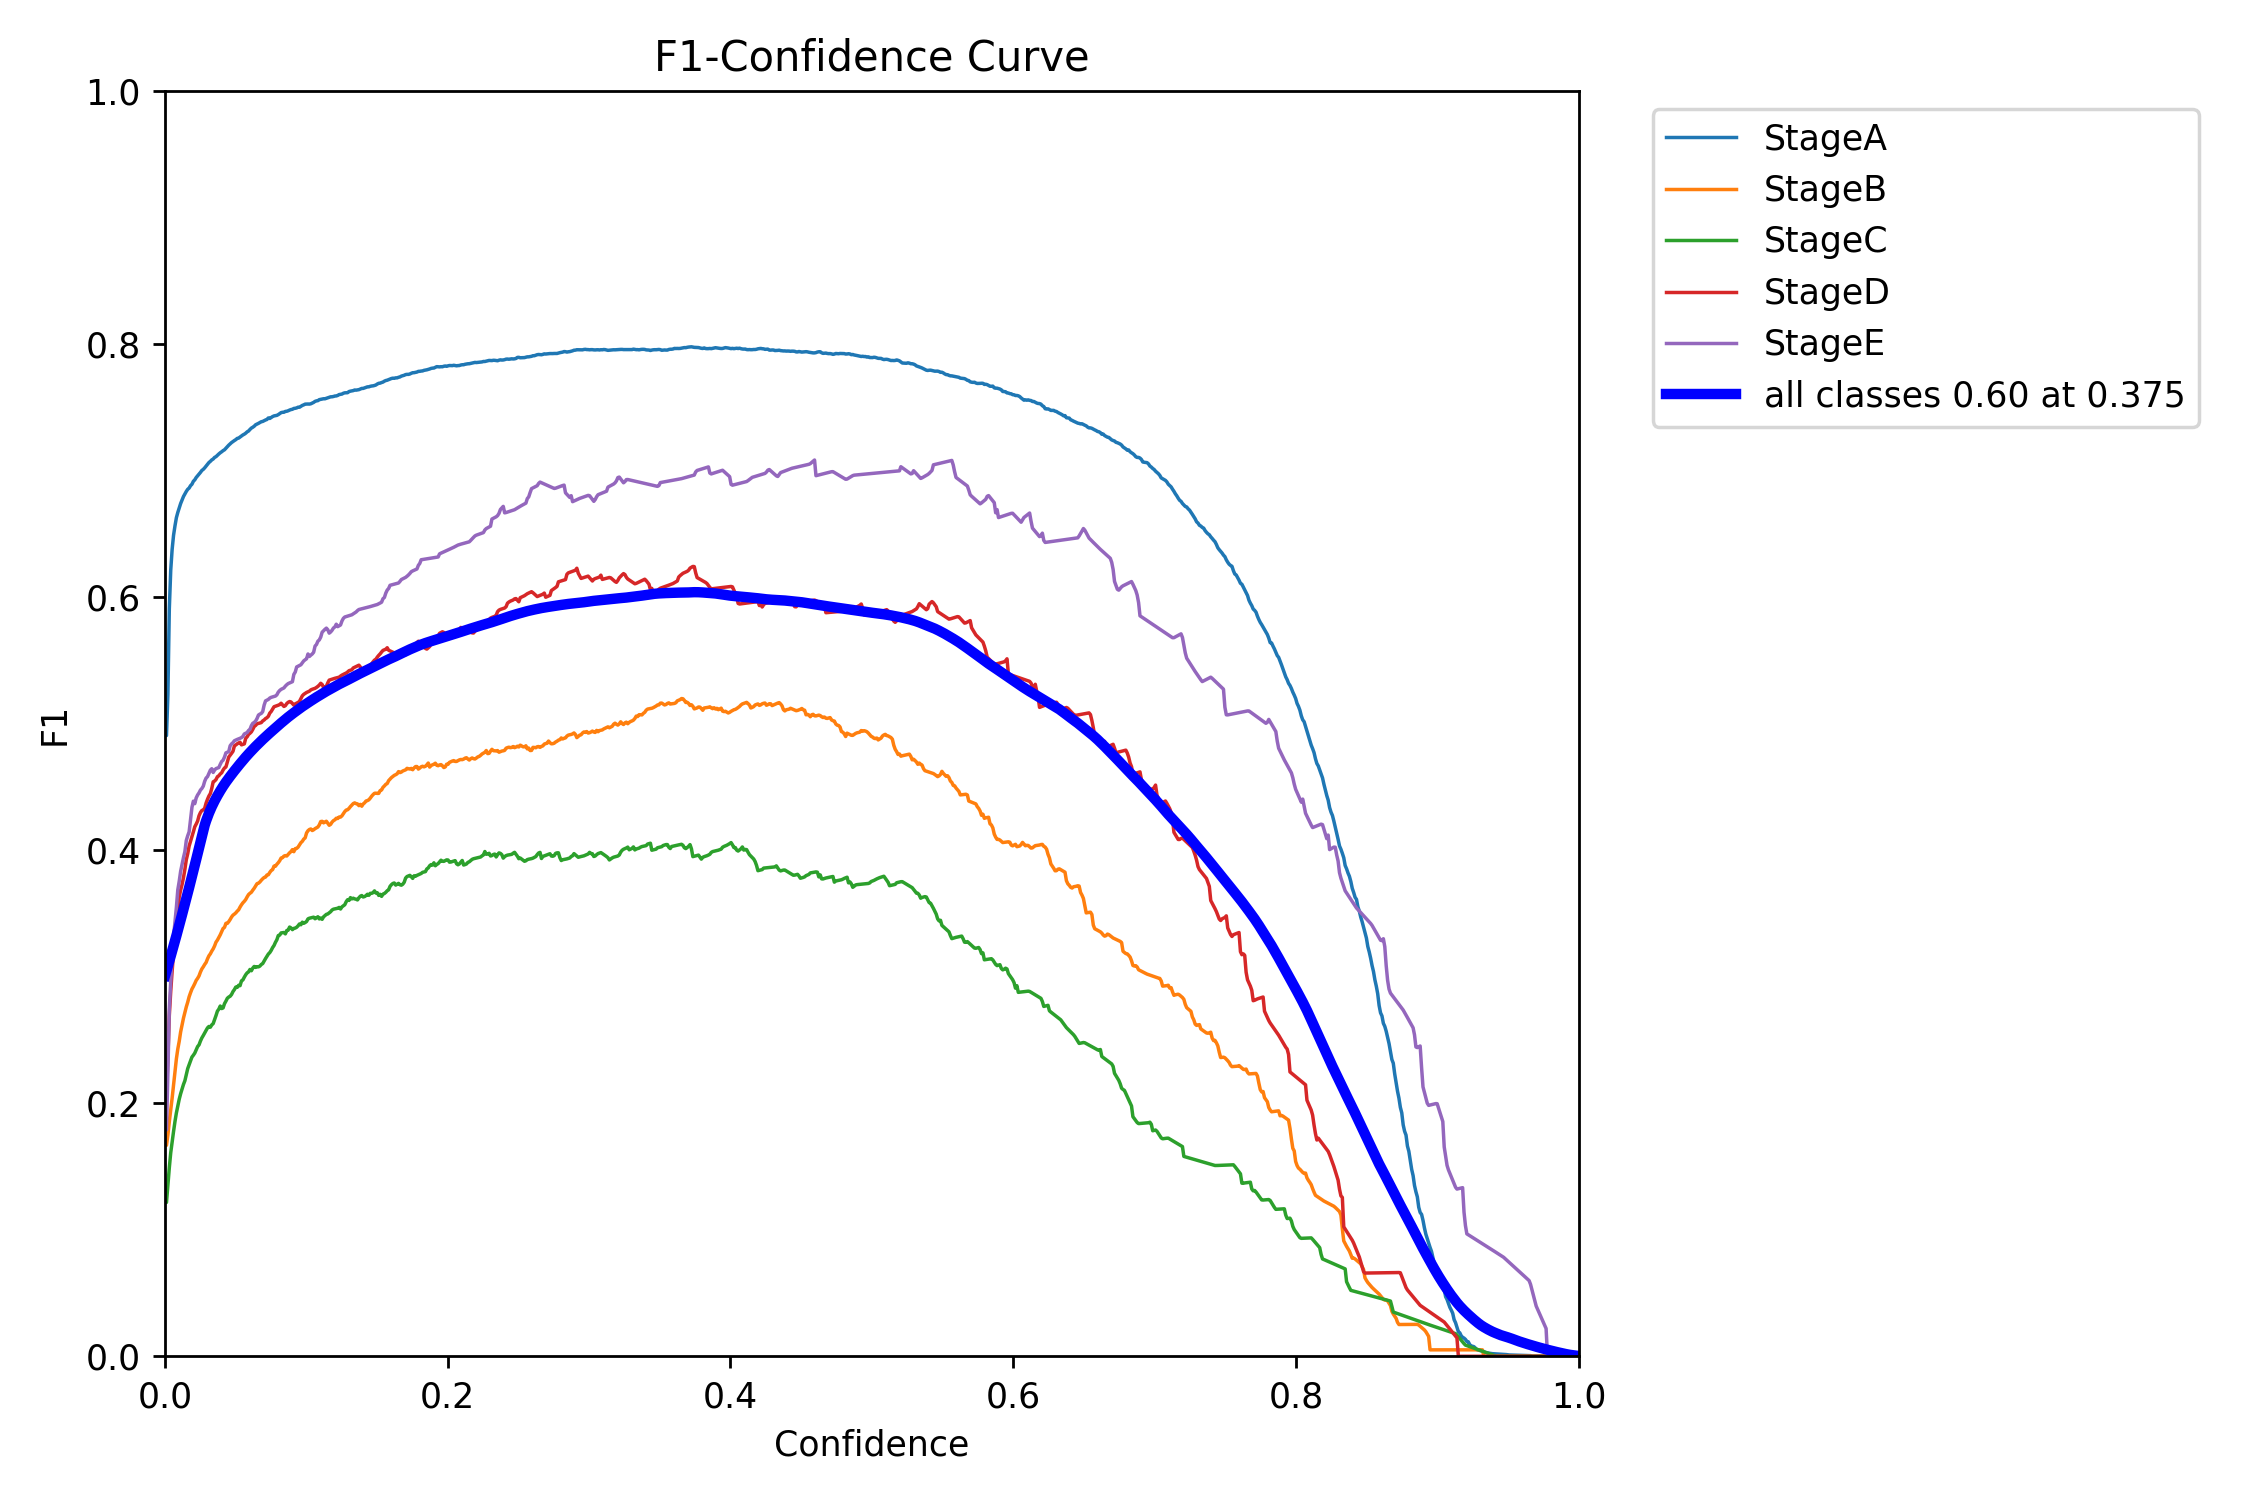 F1-Confidence Curve
1.0
0.8
0.6
0.4
0.2
0.0
F1
0.0 0.2 0.4 0.6 0.8 1.0
Confidence
StageA
StageB
StageC
StageD
StageE
all classes 0.60 at 0.375